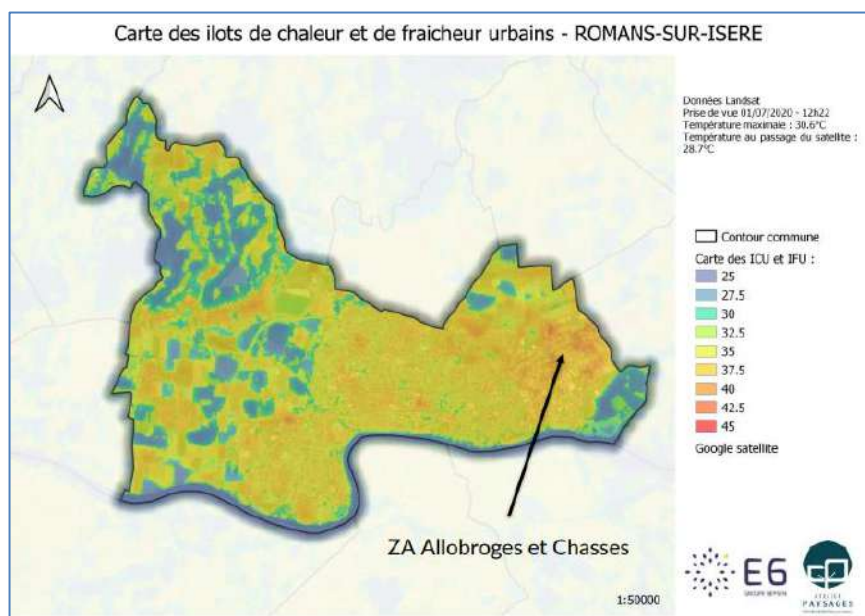 Carte des ilots de chaleur et de fraicheur urbains - ROMANS-SUR-ISERE
Données Landsat
Prise de vue 01/07/2020 - 12h22
Température maximale : 30.6°C
Température au passage du satellite :
28.7°C
Contour commune
Carte des ICU et IFU :
25
27.5
30
32.5
35
37.5
40
42.5
45
Google satellite
ZA Allobroges et Chasses
1:50000
E6
ATELIER
PAYSAGES